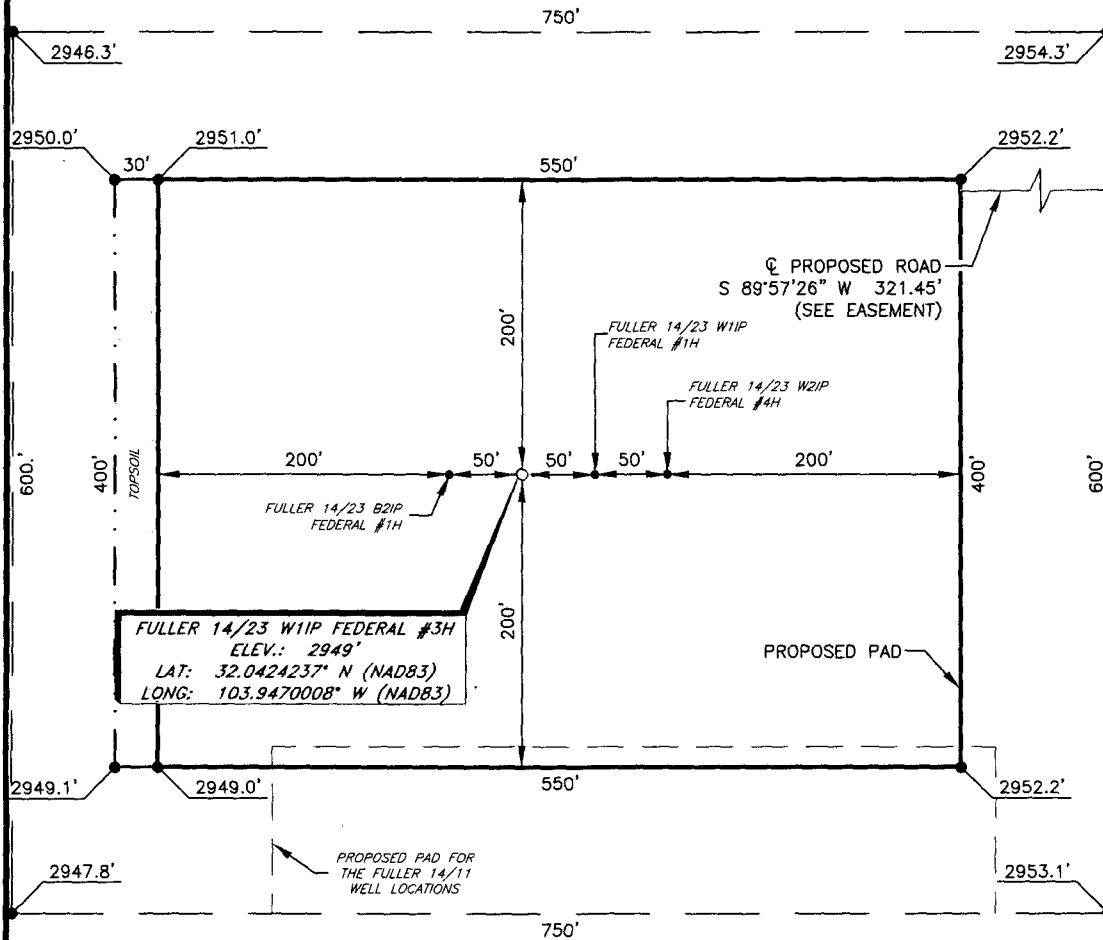 750'
2946.3'
2954.3'
2950.0'
2951.0'
2952.2'
30'
550'
℄ PROPOSED ROAD
S 89°57'26" W 321.45'
(SEE EASEMENT)
200'
FULLER 14/23 W1IP
FEDERAL #1H
FULLER 14/23 W2IP
FEDERAL #4H
600'
400'
TOPSOIL
200'
50'
50'
50'
200'
400'
600'
FULLER 14/23 B2IP
FEDERAL #1H
200'
FULLER 14/23 W1IP FEDERAL #3H
ELEV.: 2949'
LAT: 32.0424237° N (NAD83)
LONG: 103.9470008° W (NAD83)
PROPOSED PAD
2949.1'
2949.0'
550'
2952.2'
PROPOSED PAD FOR
THE FULLER 14/11
WELL LOCATIONS
2947.8'
2953.1'
750'